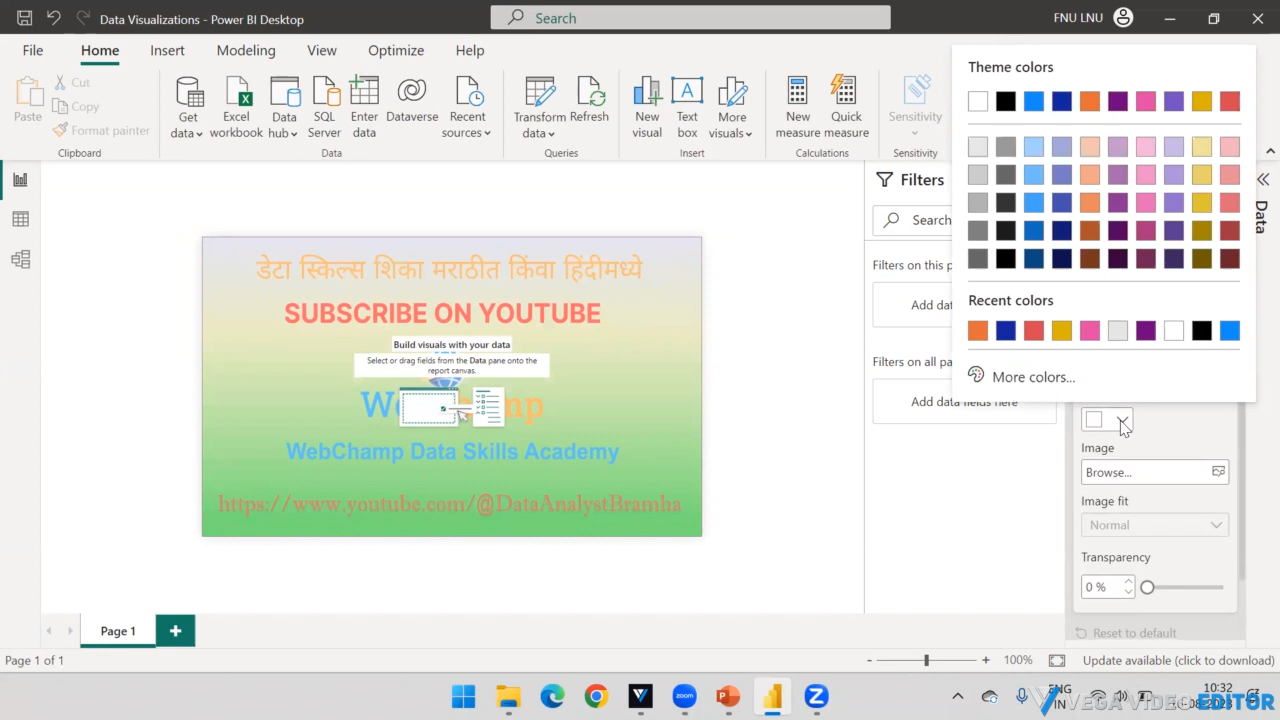 Data Visualizations - Power BI Desktop
Search
FNU LNU
File Home Insert Modeling View Optimize Help
Paste
Cut
Copy
Format painter
Clipboard
Get data
Excel workbook
Data hub
SQL Server
Enter data
Dataverse
Recent sources
Data
Transform data
Refresh
Queries
New visual
Text box
More visuals
Insert
New measure
Quick measure
Calculations
Sensitivity
Sensitivity
Theme colors
Recent colors
More colors...
Filters
Search
Filters on this p
Add dat
Filters on all pa
Add data fields here
Data
डेटा स्किल्स शिका मराठीत किंवा हिंदीमध्ये
SUBSCRIBE ON YOUTUBE
Build visuals with your data
Select or drag fields from the Data pane onto the
report canvas.
We mp
WebChamp Data Skills Academy
https://www.youtube.com/@DataAnalystBramha
Image
Browse...
Image fit
Normal
Transparency
0 %
Reset to default
Page 1
Page 1 of 1
- + 100%
Update available (click to download)
ENG
IN
10:32
VEGA VIDEO EDITOR